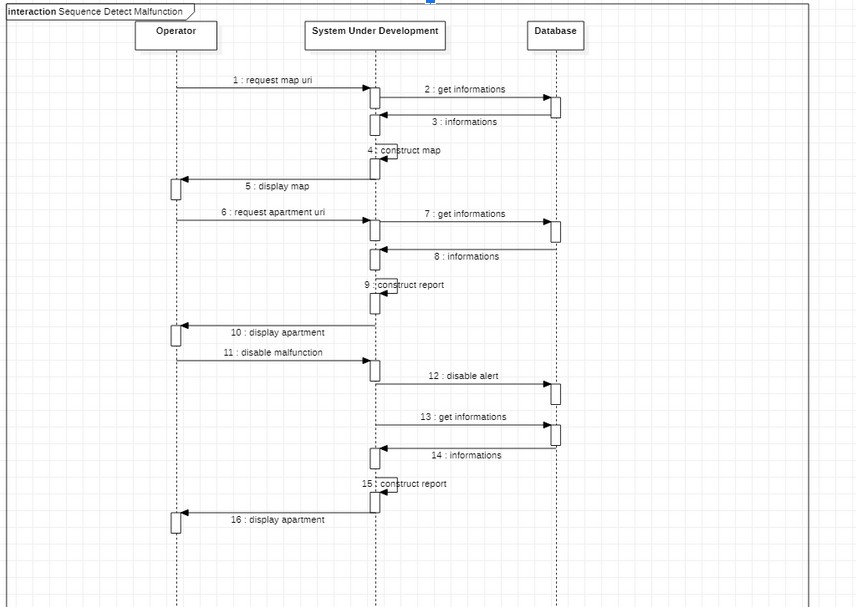 interaction Sequence Detect Malfunction
Operator
System Under Development
Database
1 : request map uri
2 : get informations
3 : informations
4 : construct map
5 : display map
6 : request apartment uri
7 : get informations
8 : informations
9 : construct report
10 : display apartment
11 : disable malfunction
12 : disable alert
13 : get informations
14 : informations
15 : construct report
16 : display apartment